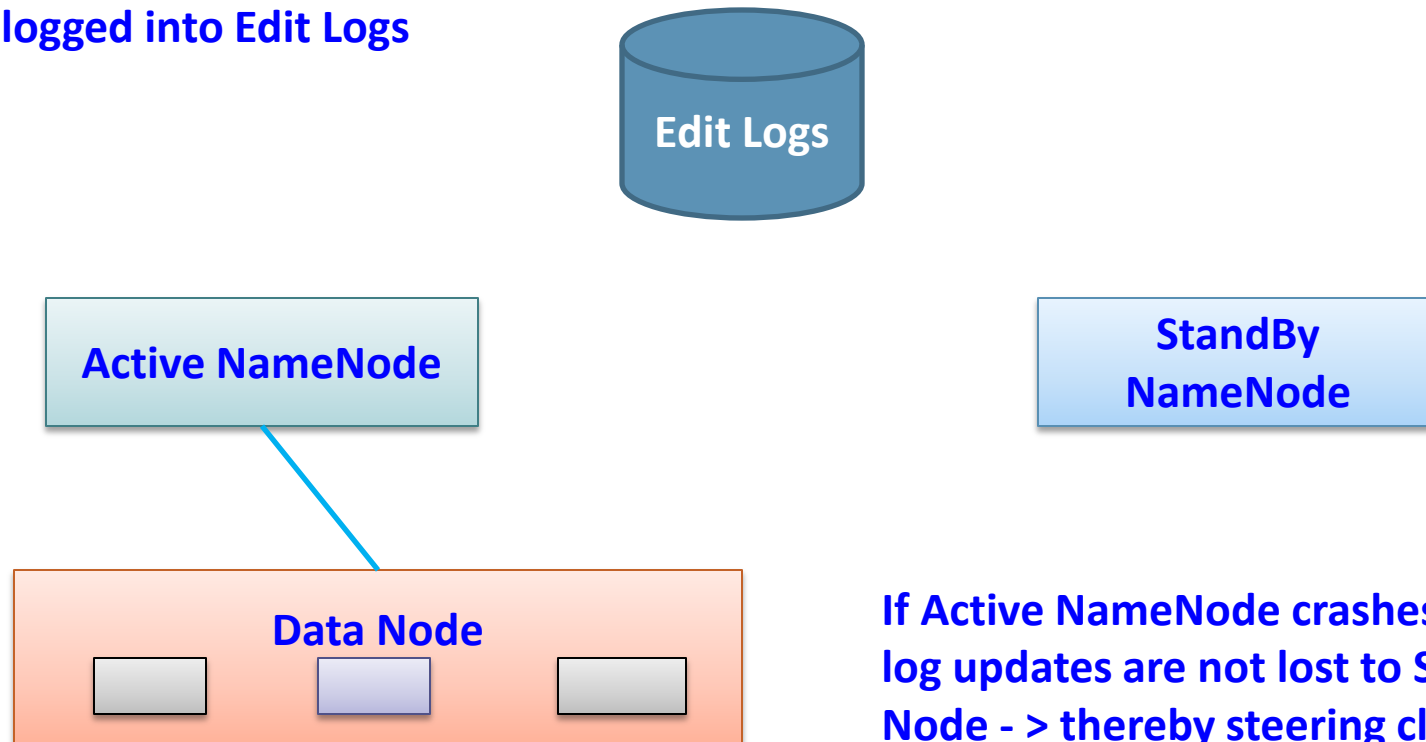 logged into Edit Logs
Edit Logs
Active NameNode
StandBy
NameNode
Data Node
If Active NameNode crashes
log updates are not lost to
Node - > thereby steering